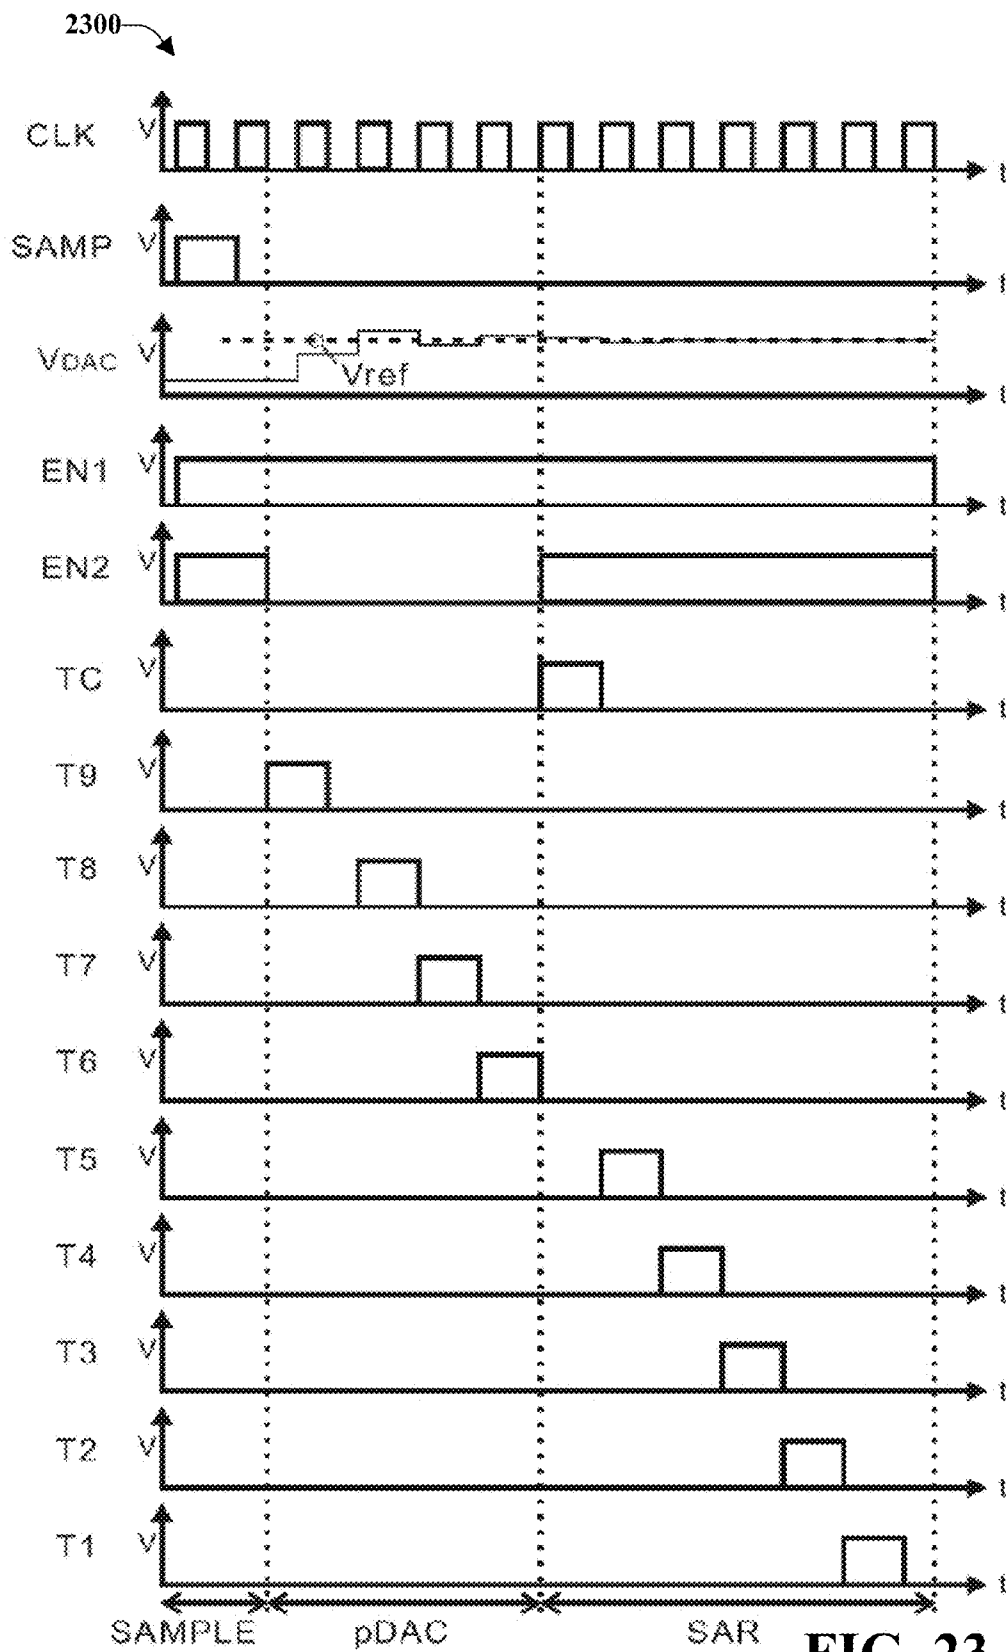 2300
CLK V t
SAMP V t
VDAC V Vref t
EN1 V t
EN2 V t
TC V t
T9 V t
T8 V t
T7 V t
T6 V t
T5 V t
T4 V t
T3 V t
T2 V t
T1 V t
SAMPLE pDAC SAR
FIG. 23